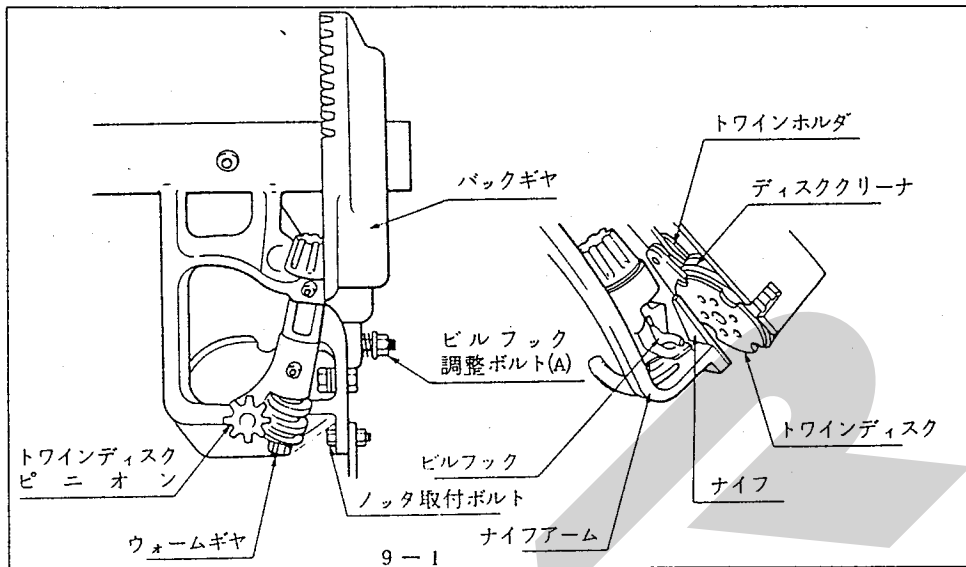 トワインホルダ
ディスククリーナ
バックギヤ
ビルフック
調整ボルト(A)
トワインディスク
ピニオン
ウォームギヤ
ノッタ取付ボルト
ビルフック
ナイフアーム
ナイフ
トワインディスク
9－1